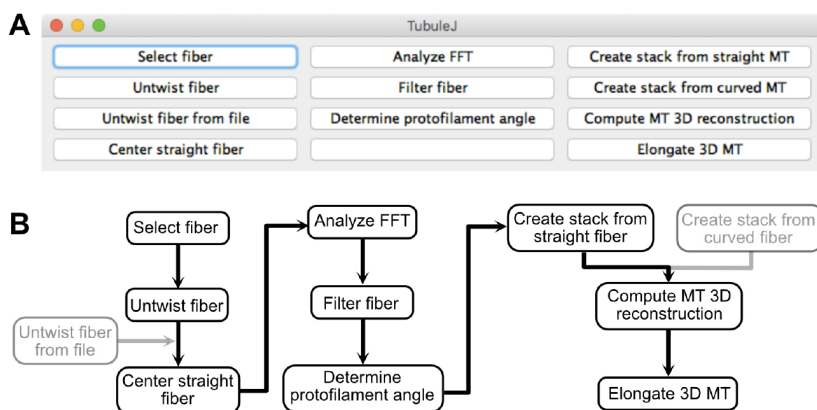 A
TubuleJ
Select fiber
Analyze FFT
Create stack from straight MT
Untwist fiber
Filter fiber
Create stack from curved MT
Untwist fiber from file
Determine protofilament angle
Compute MT 3D reconstruction
Center straight fiber
Elongate 3D MT
B
Select fiber
Untwist fiber
Untwist fiber
from file
Center straight
fiber
Analyze FFT
Filter fiber
Determine
protofilament angle
Create stack from
straight fiber
Create stack from
curved fiber
Compute MT 3D
reconstruction
Elongate 3D MT